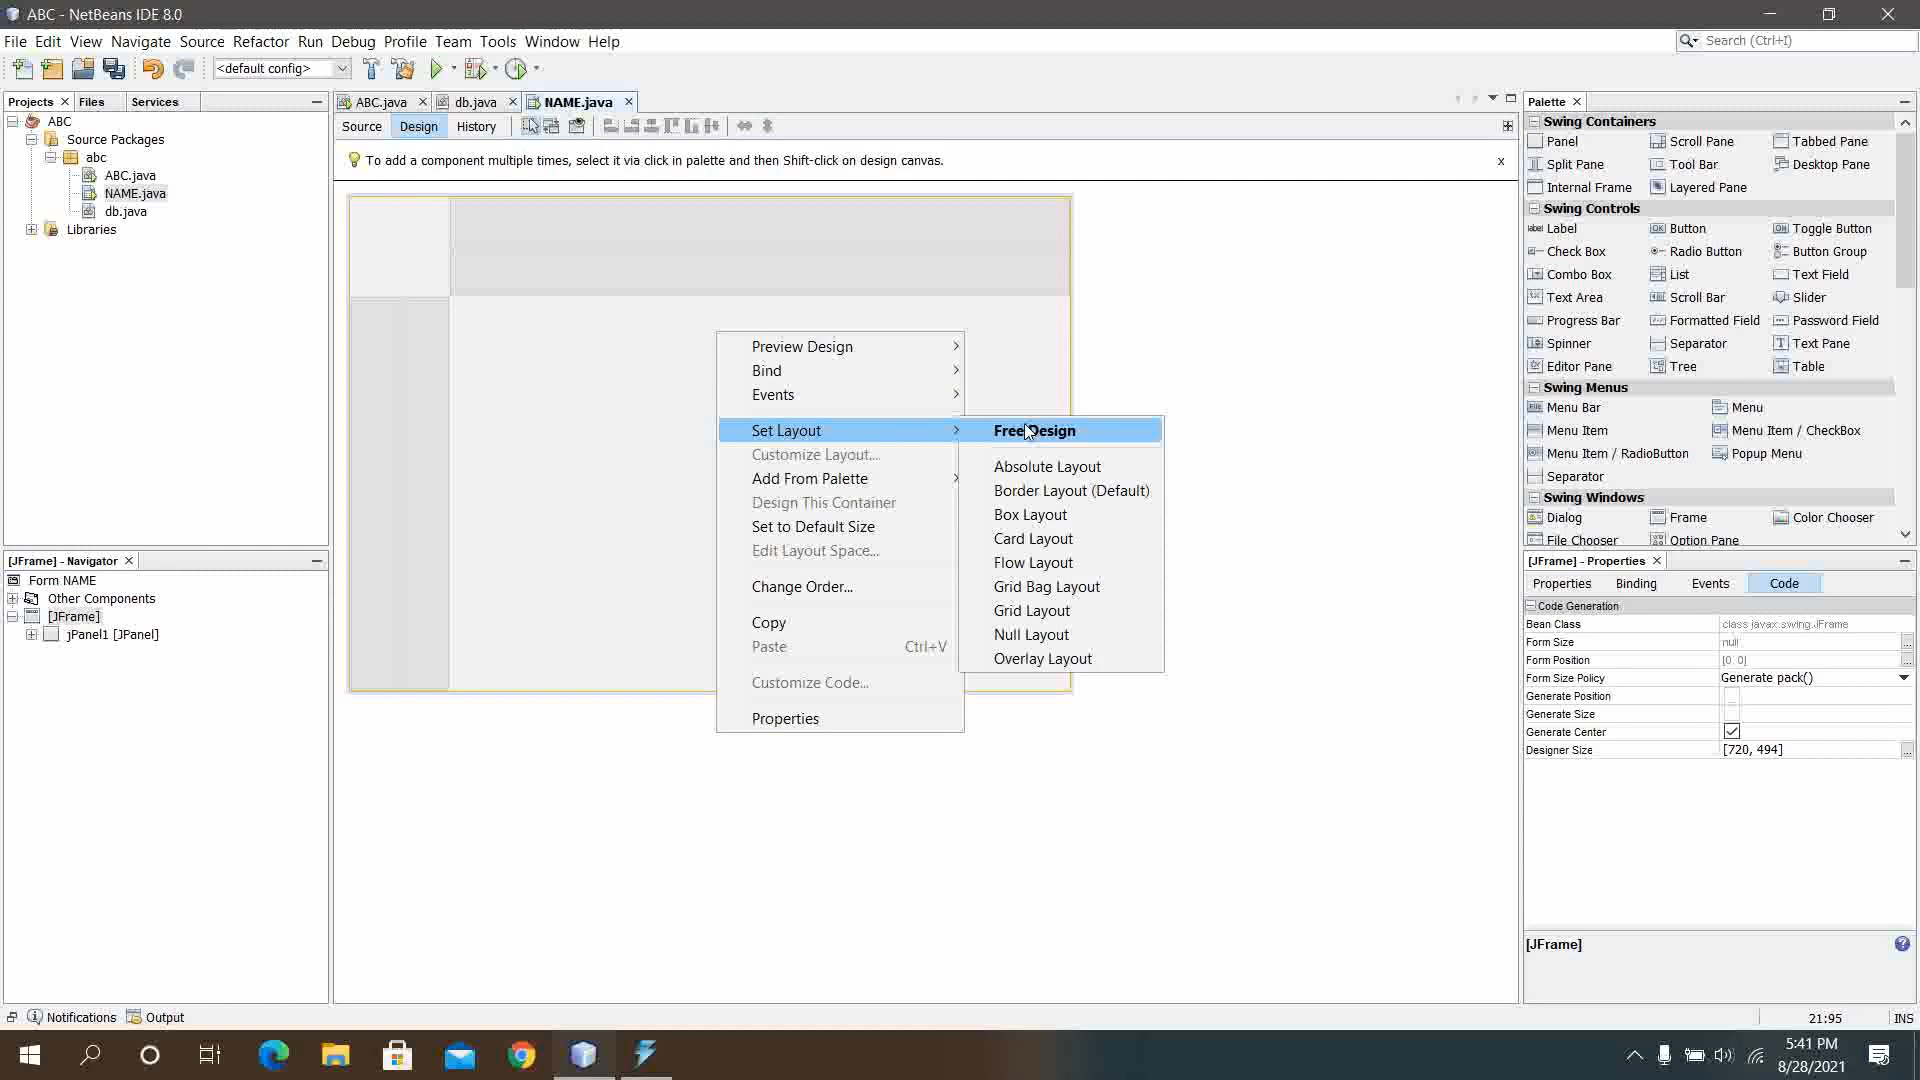 ABC - NetBeans IDE 8.0
File Edit View Navigate Source Refactor Run Debug Profile Team Tools Window Help
Search (Ctrl+I)
<default config>
Projects Files Services
ABC
Source Packages
abc
ABC.java
NAME.java
db.java
Libraries
ABC.java db.java NAME.java
Source Design History
To add a component multiple times, select it via click in palette and then Shift-click on design canvas.
x
Preview Design
Bind
Events
Set Layout
Customize Layout...
Add From Palette
Design This Container
Set to Default Size
Edit Layout Space...
Change Order...
Copy
Paste Ctrl+V
Customize Code...
Properties
Free Design
Absolute Layout
Border Layout (Default)
Box Layout
Card Layout
Flow Layout
Grid Bag Layout
Grid Layout
Null Layout
Overlay Layout
Palette
Swing Containers
Panel Scroll Pane Tabbed Pane
Split Pane Tool Bar Desktop Pane
Internal Frame Layered Pane
Swing Controls
label Label OK Button ON Toggle Button
Check Box Radio Button Button Group
Combo Box List Text Field
Text Area Scroll Bar Slider
Progress Bar Formatted Field Password Field
Spinner Separator Text Pane
Editor Pane Tree Table
Swing Menus
Menu Bar Menu
Menu Item Menu Item / CheckBox
Menu Item / RadioButton Popup Menu
Separator
Swing Windows
Dialog Frame Color Chooser
File Chooser Option Pane
[JFrame] - Navigator
Form NAME
Other Components
[JFrame]
jPanel1 [JPanel]
[JFrame] - Properties
Properties Binding Events Code
Code Generation
Bean Class class javax.swing.JFrame
Form Size null ...
Form Position [0, 0] ...
Form Size Policy Generate pack()
Generate Position
Generate Size
Generate Center
Designer Size [720, 494] ...
[JFrame]
Notifications Output
21:95 INS
5:41 PM
8/28/2021